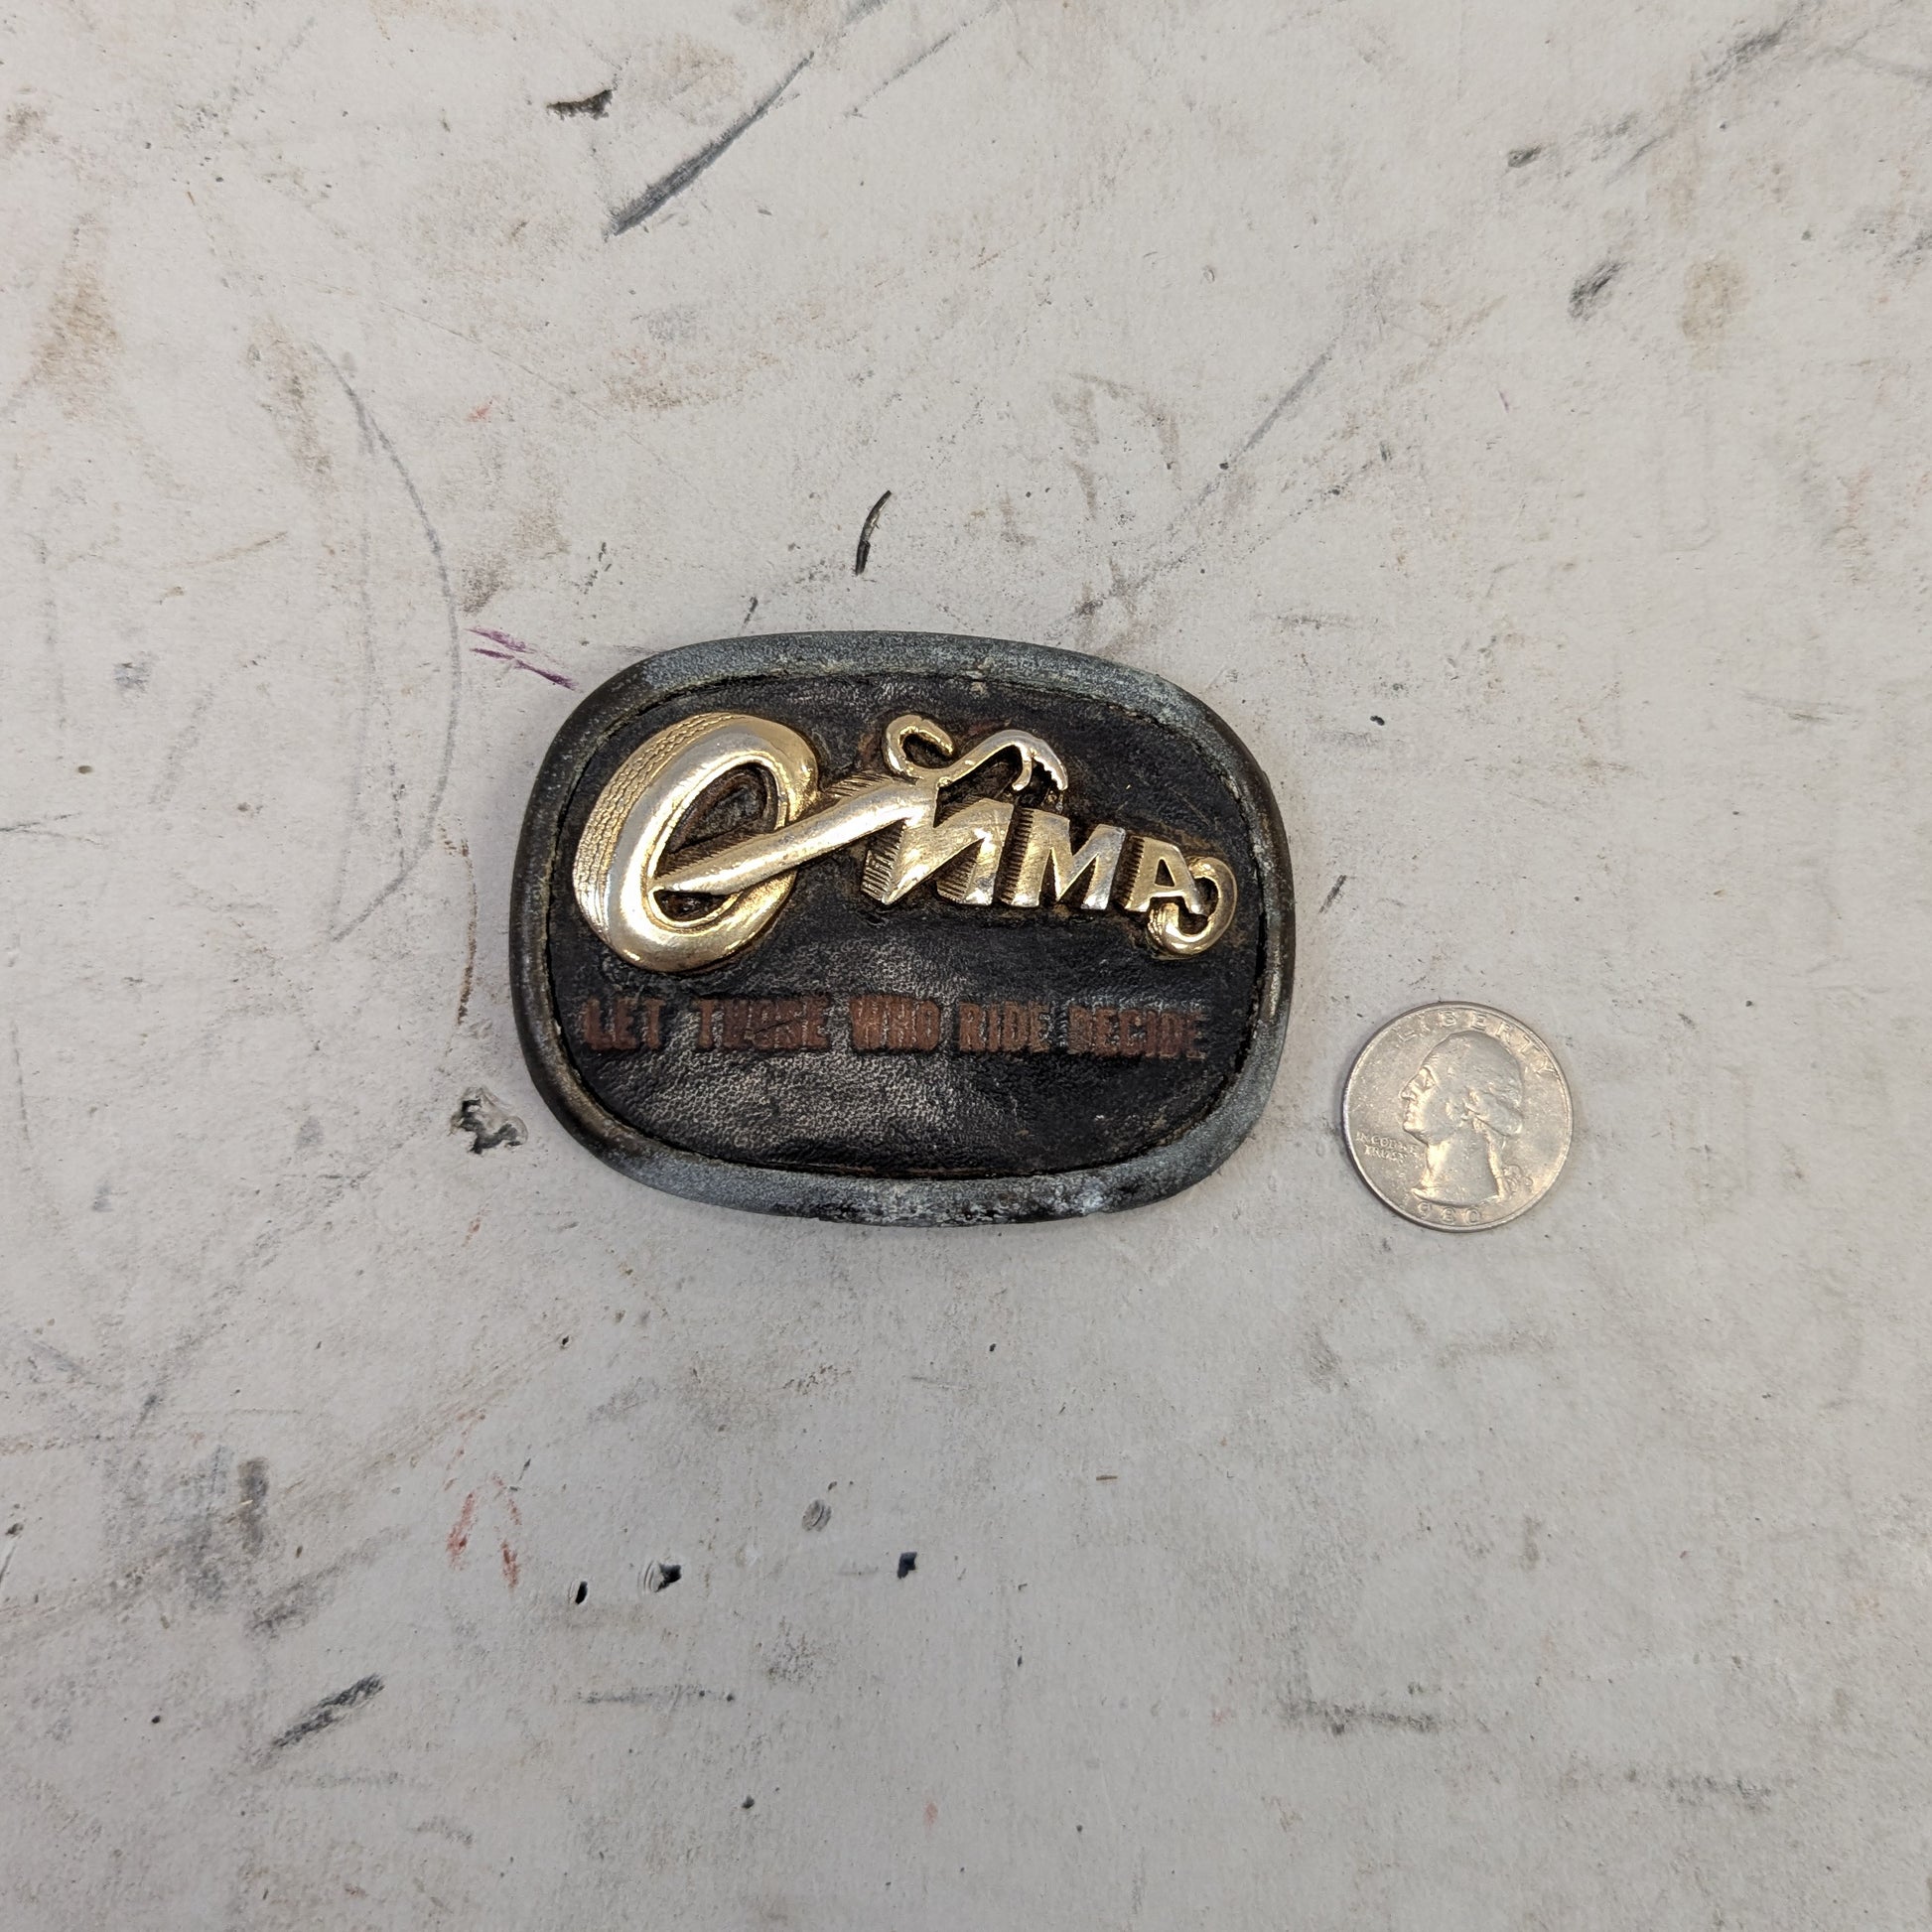 MMA
LET THOSE WHO RIDE DECIDE
LIBERTY
IN GOD WE
TRUST
1980